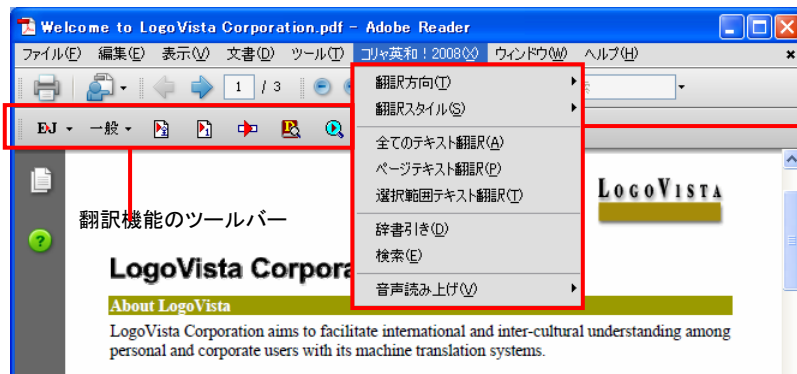 Welcome to LogoVista Corporation.pdf - Adobe Reader
ファイル(F) 編集(E) 表示(V) 文書(D) ツール(T) コリャ英和！2008(X) ウィンドウ(W) ヘルプ(H)
1 / 3
EJ 一般
翻訳方向(T)
翻訳スタイル(S)
全てのテキスト翻訳(A)
ページテキスト翻訳(P)
選択範囲テキスト翻訳(T)
辞書引き(D)
検索(E)
音声読み上げ(V)
LOGOVISTA
翻訳機能のツールバー
LogoVista Corpora
About LogoVista
LogoVista Corporation aims to facilitate international and inter-cultural understanding among
personal and corporate users with its machine translation systems.